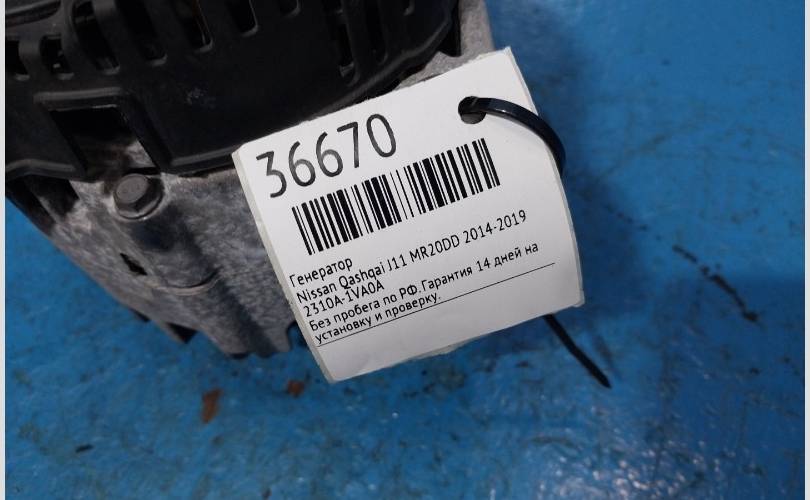 36670
Генератор
Nissan Qashqai J11 MR20DD 2014-2019
2310A-1VA0A
Без пробега по РФ.Гарантия 14 дней на
установку и проверку.